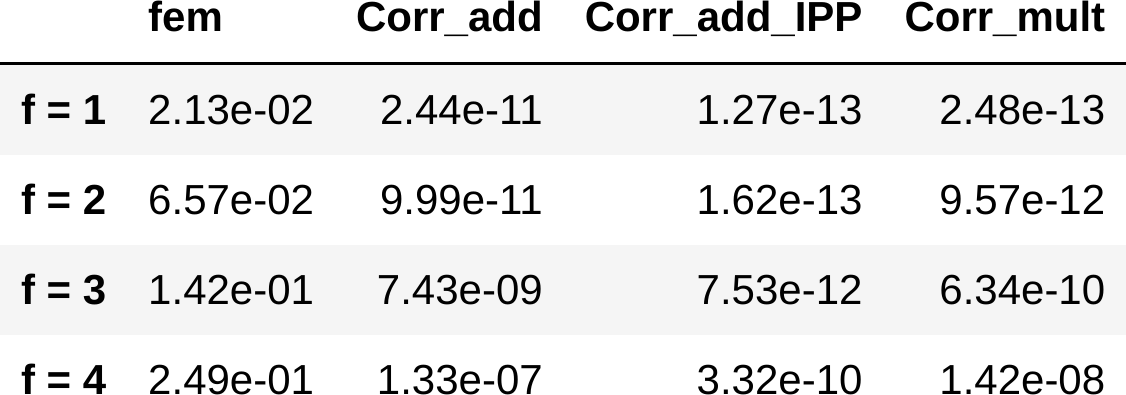 fem Corr_add Corr_add_IPP Corr_mult
f = 1 2.13e-02 2.44e-11 1.27e-13 2.48e-13
f = 2 6.57e-02 9.99e-11 1.62e-13 9.57e-12
f = 3 1.42e-01 7.43e-09 7.53e-12 6.34e-10
f = 4 2.49e-01 1.33e-07 3.32e-10 1.42e-08